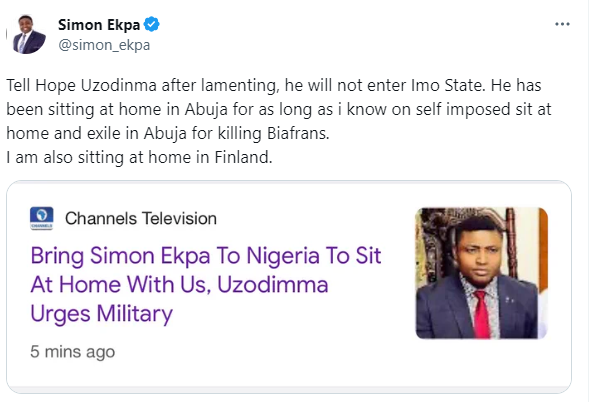 Simon Ekpa
@simon_ekpa
Tell Hope Uzodinma after lamenting, he will not enter Imo State. He has
been sitting at home in Abuja for as long as i know on self imposed sit at
home and exile in Abuja for killing Biafrans.
I am also sitting at home in Finland.
Channels Television
Bring Simon Ekpa To Nigeria To Sit
At Home With Us, Uzodimma
Urges Military
5 mins ago